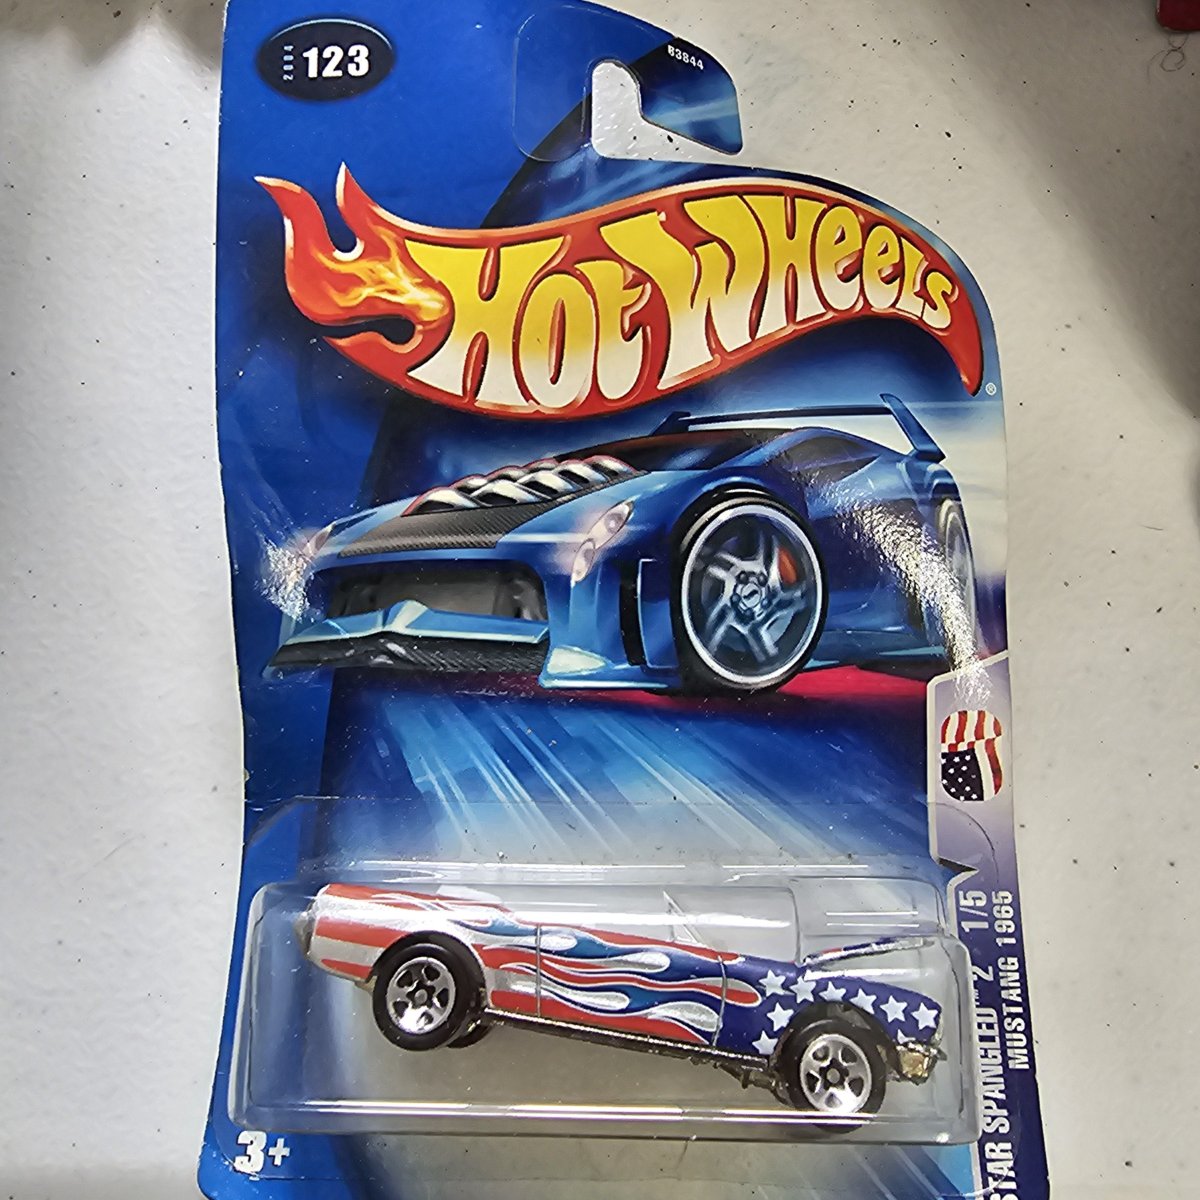 2004 123
B3844
HOT WHEELS
®
STAR SPANGLED™ 2 1/5
MUSTANG 1965
3+